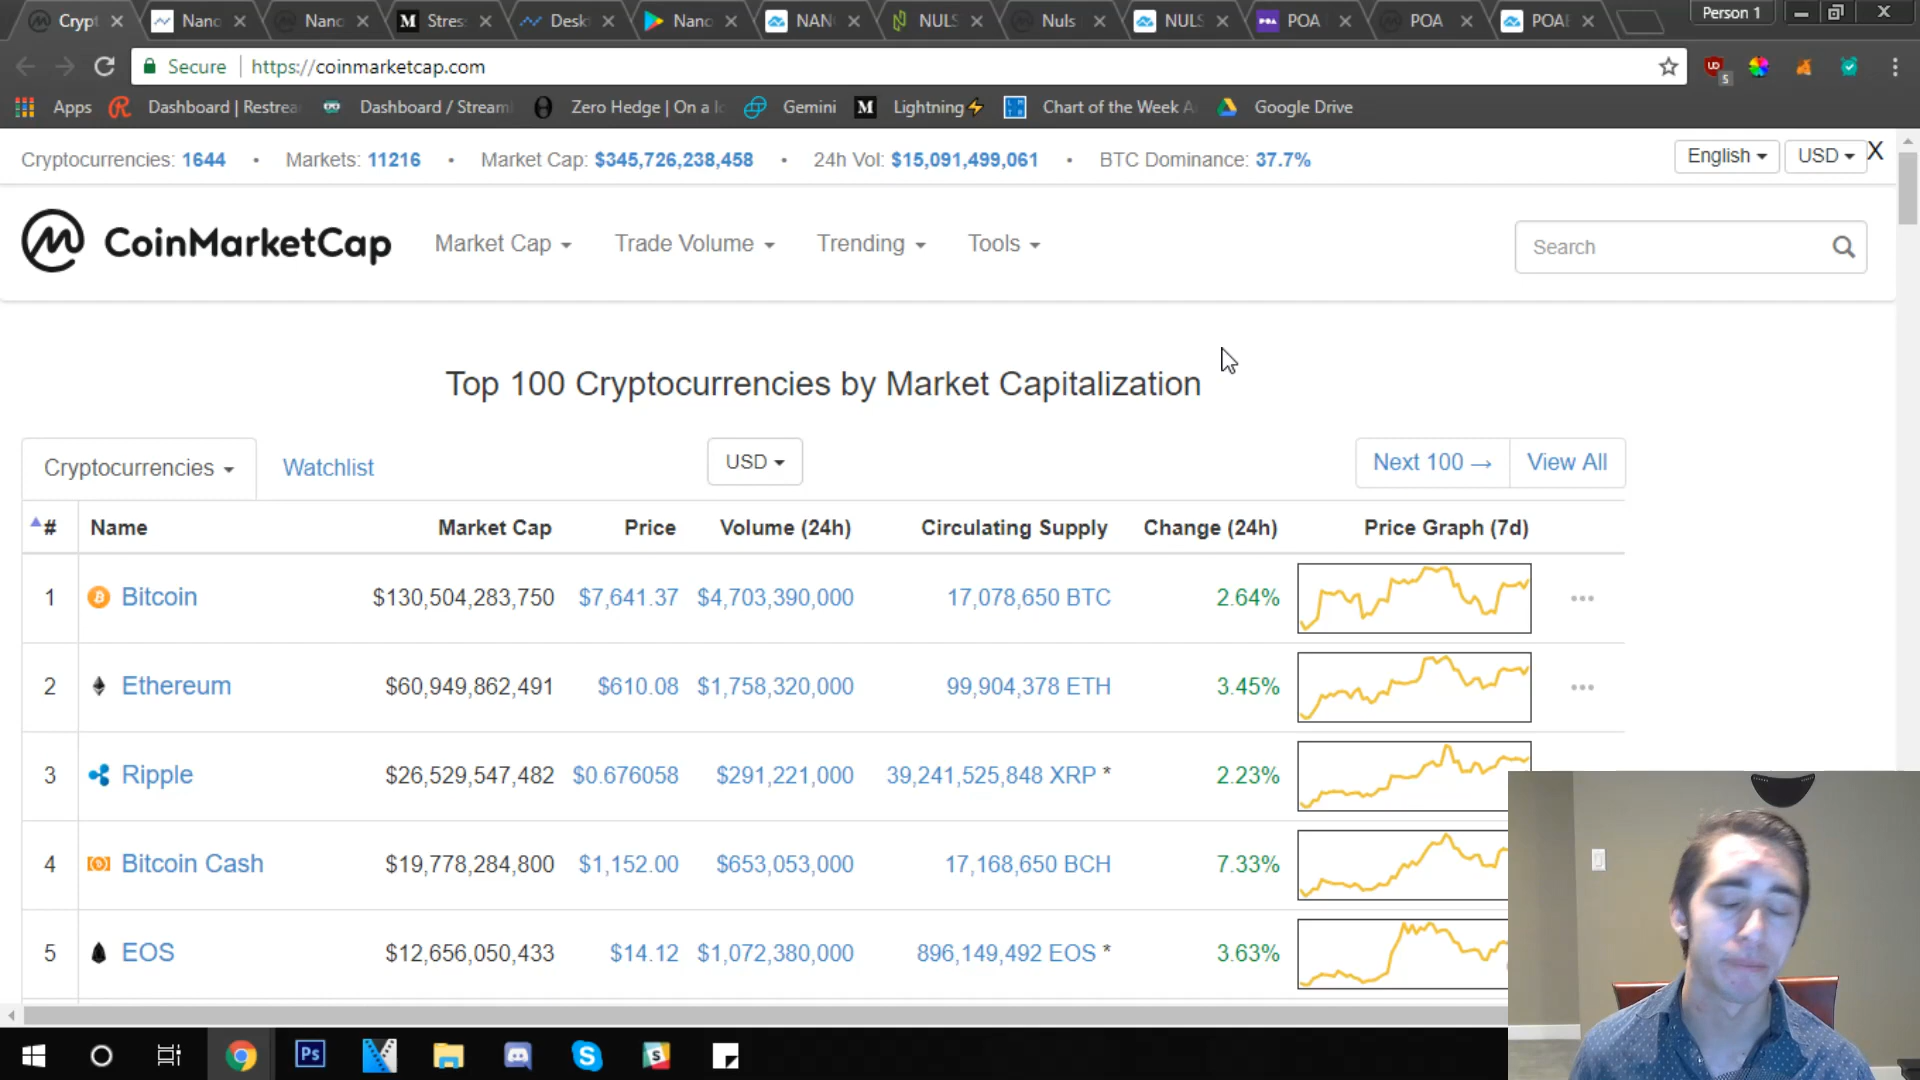 Crypt Nano Nano Stres Desk Nano NAN NULS Nuls NULS POA POA POA Person 1
Secure https://coinmarketcap.com
Apps Dashboard | Restrea Dashboard / Stream Zero Hedge | On a lo Gemini Lightning⚡ Chart of the Week A Google Drive
Cryptocurrencies: 1644 • Markets: 11216 • Market Cap: $345,726,238,458 • 24h Vol: $15,091,499,061 • BTC Dominance: 37.7% English USD X
CoinMarketCap Market Cap Trade Volume Trending Tools Search
Top 100 Cryptocurrencies by Market Capitalization
Cryptocurrencies Watchlist USD Next 100 → View All
# Name Market Cap Price Volume (24h) Circulating Supply Change (24h) Price Graph (7d)
1 Bitcoin $130,504,283,750 $7,641.37 $4,703,390,000 17,078,650 BTC 2.64%
2 Ethereum $60,949,862,491 $610.08 $1,758,320,000 99,904,378 ETH 3.45%
3 Ripple $26,529,547,482 $0.676058 $291,221,000 39,241,525,848 XRP * 2.23%
4 Bitcoin Cash $19,778,284,800 $1,152.00 $653,053,000 17,168,650 BCH 7.33%
5 EOS $12,656,050,433 $14.12 $1,072,380,000 896,149,492 EOS * 3.63%
Ps